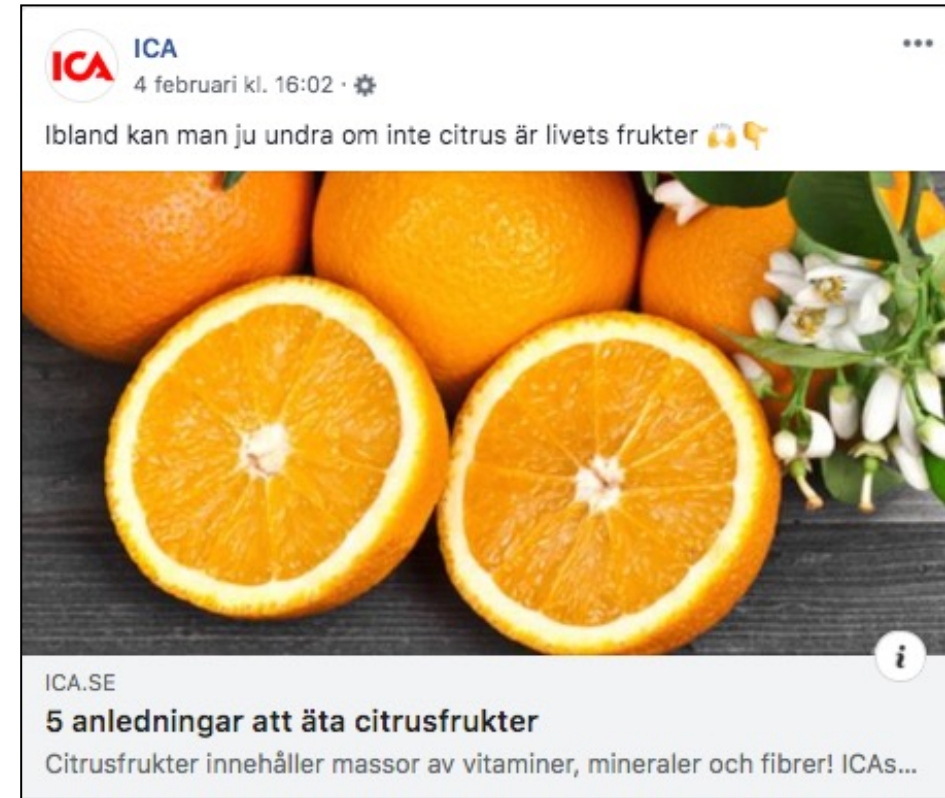 ICA
ICA
4 februari kl. 16:02 ·
Ibland kan man ju undra om inte citrus är livets frukter 🙌👇
ICA.SE
5 anledningar att äta citrusfrukter
Citrusfrukter innehåller massor av vitaminer, mineraler och fibrer! ICAs...